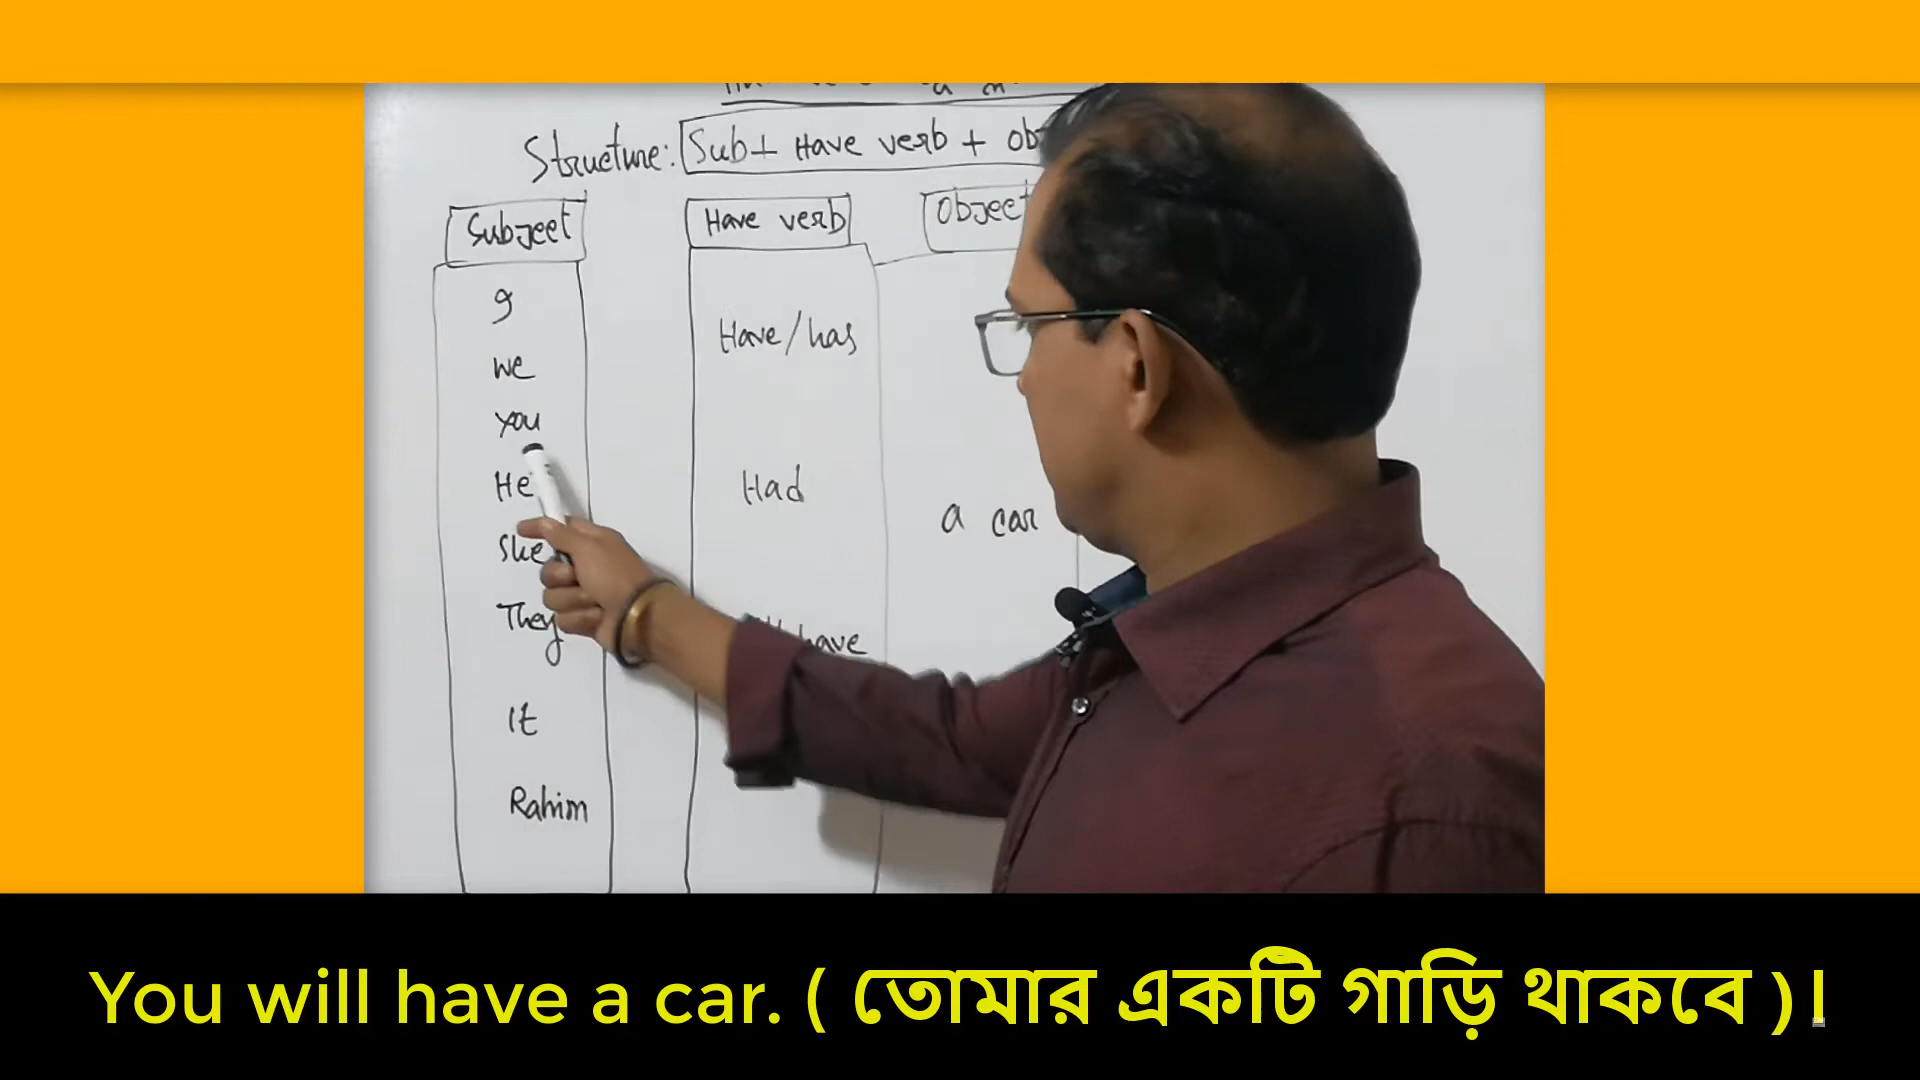 Structure: Sub + Have verb + Ob
Subject
Have verb
Object
I
we
you
He
She
They
It
Rahim
Have/has
Had
have
a car
You will have a car. ( তোমার একটি গাড়ি থাকবে )।